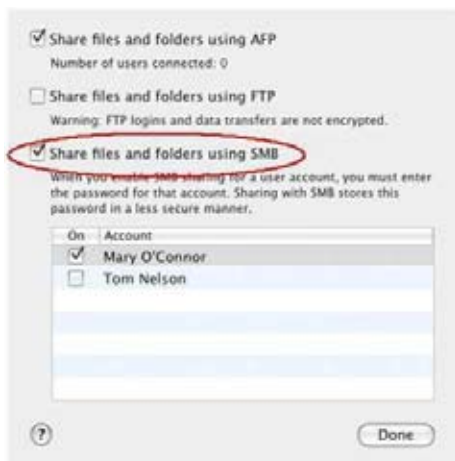 Share files and folders using AFP
Number of users connected: 0
Share files and folders using FTP
Warning: FTP logins and data transfers are not encrypted.
Share files and folders using SMB
When you enable SMB sharing for a user account, you must enter
the password for that account. Sharing with SMB stores this
password in a less secure manner.
On Account
Mary O'Connor
Tom Nelson
? Done